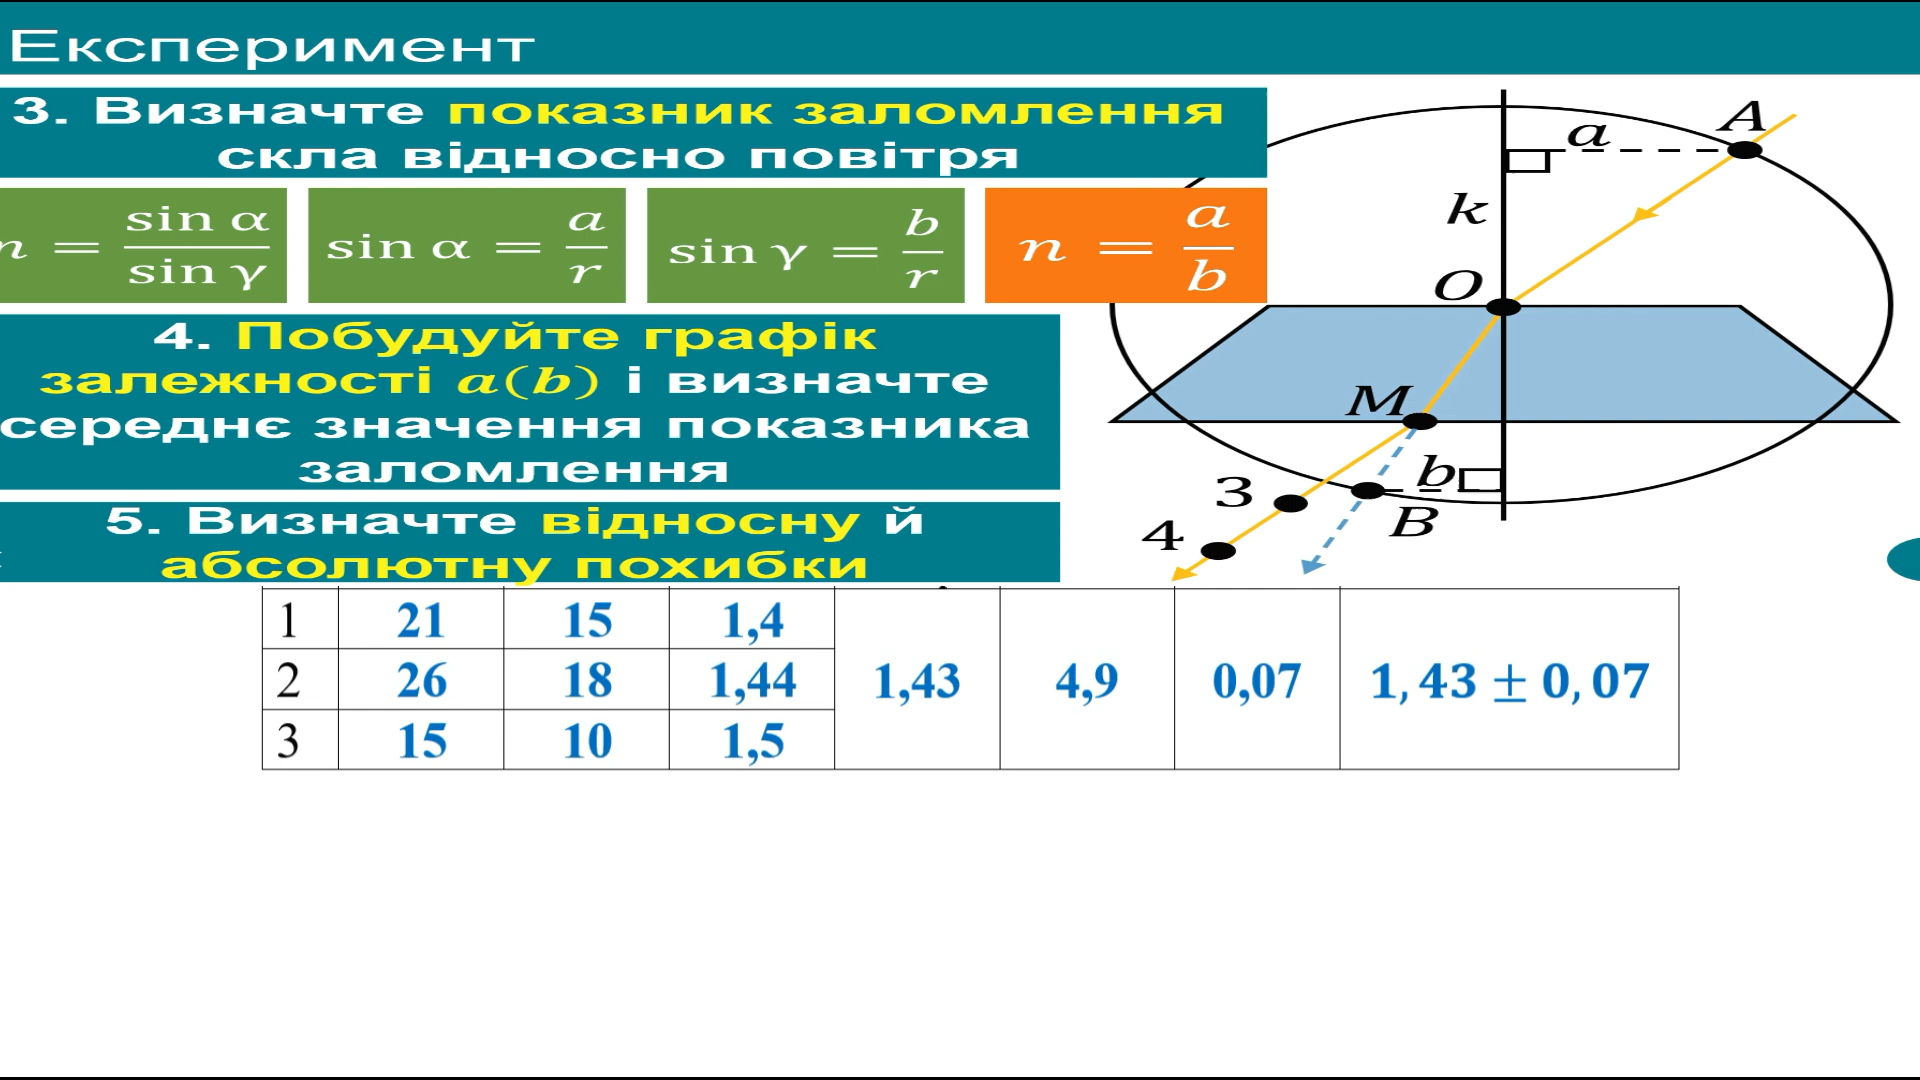 Експеримент
3. Визначте показник заломлення
скла відносно повітря
n = sin α / sin γ
sin α = a / r
sin γ = b / r
n = a / b
4. Побудуйте графік
залежності a(b) і визначте
середнє значення показника
заломлення
5. Визначте відносну й
абсолютну похибки
A
a
k
O
M
b
3
B
4
1 21 15 1,4
2 26 18 1,44 1,43 4,9 0,07 1,43 ± 0,07
3 15 10 1,5